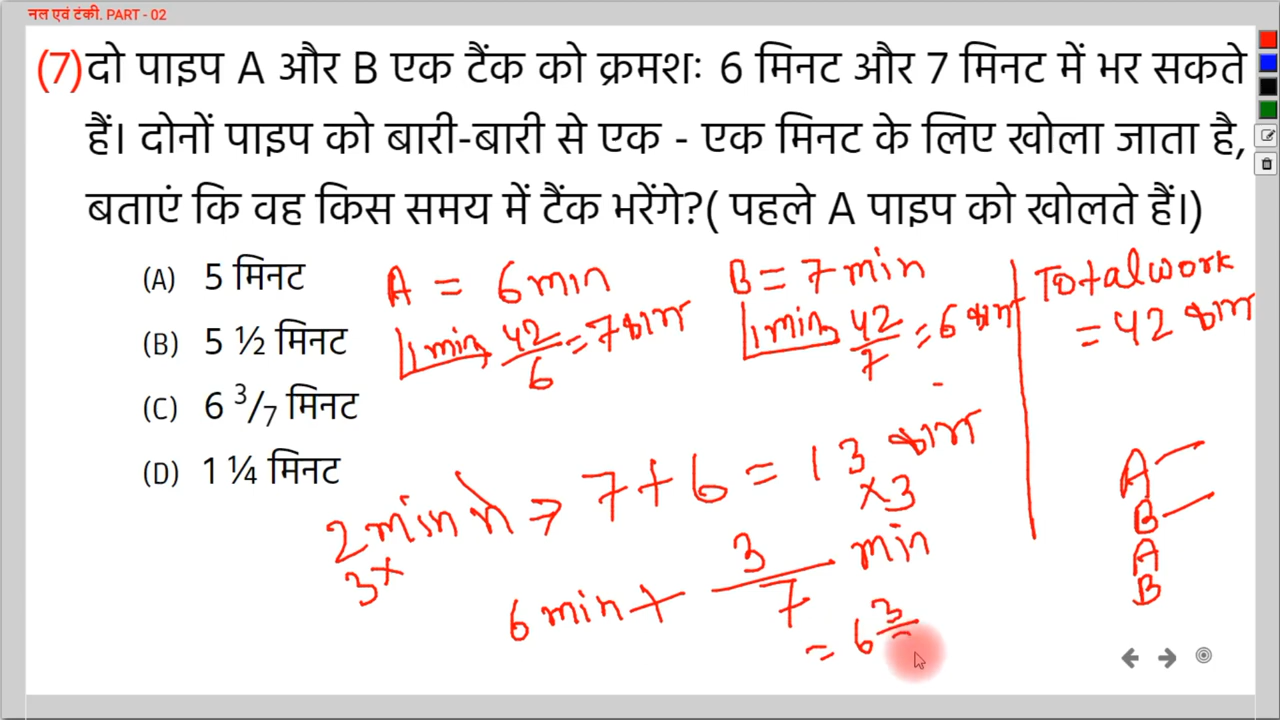 नल एवं टंकी. PART - 02
(7) दो पाइप A और B एक टैंक को क्रमशः 6 मिनट और 7 मिनट में भर सकते
हैं। दोनों पाइप को बारी-बारी से एक - एक मिनट के लिए खोला जाता है,
बताएं कि वह किस समय में टैंक भरेंगे?( पहले A पाइप को खोलते हैं।)
(A) 5 मिनट
(B) 5 ½ मिनट
(C) 6 3/7 मिनट
(D) 1 ¼ मिनट
A = 6 min
1 min 42/6 = 7 भाग
B = 7 min
1 min 42/7 = 6 भाग
Total work
= 42 भाग
2 min में => 7 + 6 = 13 भाग
3× ×3
6 min + 3/7 min
= 6 3/
A
B
A
B